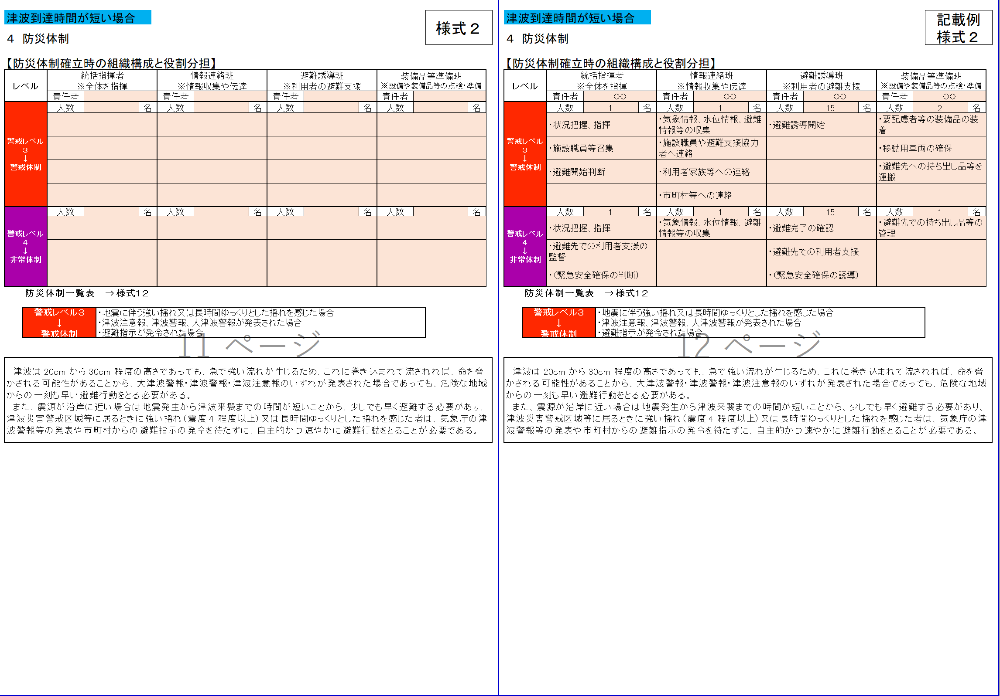 津波到達時間が短い場合
様式２
４　防災体制
【防災体制確立時の組織構成と役割分担】
レベル
統括指揮者
※全体を指揮
情報連絡班
※情報収集や伝達
避難誘導班
※利用者の避難支援
装備品等準備班
※設備や装備品等の点検・準備
責任者 責任者 責任者 責任者
人数 名 人数 名 人数 名 人数 名
警戒レベル
３
↓
警戒体制
人数 名 人数 名 人数 名 人数 名
警戒レベル
４
↓
非常体制
防災体制一覧表　⇒様式１２
警戒レベル３
↓
警戒体制
・地震に伴う強い揺れ又は長時間ゆっくりとした揺れを感じた場合
・津波注意報、津波警報、大津波警報が発表された場合
・避難指示が発令された場合
11 ページ
津波は 20cm から 30cm 程度の高さであっても、急で強い流れが生じるため、これに巻き込まれて流されれば、命を脅
かされる可能性があることから、大津波警報・津波警報・津波注意報のいずれが発表された場合であっても、危険な地域
からの一刻も早い避難行動をとる必要がある。
また、震源が沿岸に近い場合は地震発生から津波来襲までの時間が短いことから、少しでも早く避難する必要があり、
津波災害警戒区域等に居るときに強い揺れ（震度４程度以上）又は長時間ゆっくりとした揺れを感じた者は、気象庁の津
波警報等の発表や市町村からの避難指示の発令を待たずに、自主的かつ速やかに避難行動をとることが必要である。
津波到達時間が短い場合
記載例
様式２
４　防災体制
【防災体制確立時の組織構成と役割分担】
レベル
統括指揮者
※全体を指揮
情報連絡班
※情報収集や伝達
避難誘導班
※利用者の避難支援
装備品等準備班
※設備や装備品等の点検・準備
責任者 ○○ 責任者 ○○ 責任者 ○○ 責任者 ○○
人数 1 名 人数 1 名 人数 15 名 人数 2 名
警戒レベル
３
↓
警戒体制
・状況把握、指揮
・気象情報、水位情報、避難
情報等の収集
・避難誘導開始
・要配慮者等の装備品の装
着
・施設職員等召集
・施設職員や避難支援協力
者へ連絡
・移動用車両の確保
・避難開始判断
・利用者家族等への連絡
・避難先への持ち出し品等を
運搬
・市町村等への連絡
人数 1 名 人数 1 名 人数 15 名 人数 1 名
警戒レベル
４
↓
非常体制
・状況把握、指揮
・気象情報、水位情報、避難
情報等の収集
・避難完了の確認
・避難先での持ち出し品等の
管理
・避難先での利用者支援の
監督
・避難先での利用者支援
・（緊急安全確保の判断）
・（緊急安全確保の誘導）
防災体制一覧表　⇒様式１２
警戒レベル３
↓
警戒体制
・地震に伴う強い揺れ又は長時間ゆっくりとした揺れを感じた場合
・津波注意報、津波警報、大津波警報が発表された場合
・避難指示が発令された場合
12 ページ
津波は 20cm から 30cm 程度の高さであっても、急で強い流れが生じるため、これに巻き込まれて流されれば、命を脅
かされる可能性があることから、大津波警報・津波警報・津波注意報のいずれが発表された場合であっても、危険な地域
からの一刻も早い避難行動をとる必要がある。
また、震源が沿岸に近い場合は地震発生から津波来襲までの時間が短いことから、少しでも早く避難する必要があり、
津波災害警戒区域等に居るときに強い揺れ（震度４程度以上）又は長時間ゆっくりとした揺れを感じた者は、気象庁の津
波警報等の発表や市町村からの避難指示の発令を待たずに、自主的かつ速やかに避難行動をとることが必要である。